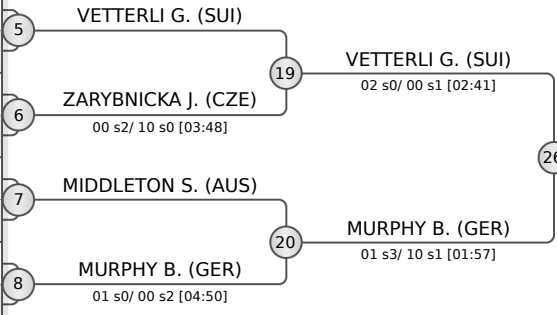 VETTERLI G. (SUI)
5
19
VETTERLI G. (SUI)
02 s0/ 00 s1 [02:41]
ZARYBNICKA J. (CZE)
6
00 s2/ 10 s0 [03:48]
26
MIDDLETON S. (AUS)
7
20
MURPHY B. (GER)
01 s3/ 10 s1 [01:57]
MURPHY B. (GER)
8
01 s0/ 00 s2 [04:50]